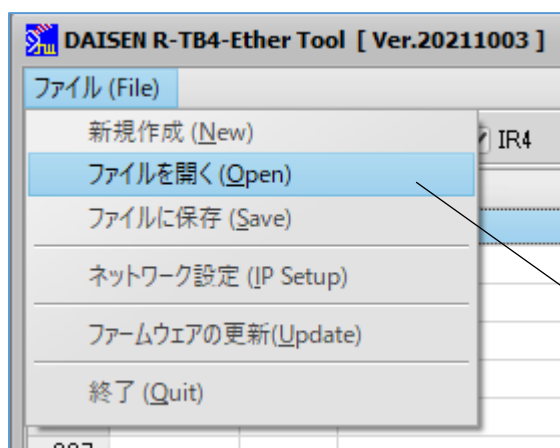 DAISEN R-TB4-Ether Tool [ Ver.20211003 ]
ファイル (File)
新規作成 (New)
IR4
ファイルを開く(Open)
ファイルに保存 (Save)
ネットワーク設定 (IP Setup)
ファームウェアの更新(Update)
終了 (Quit)